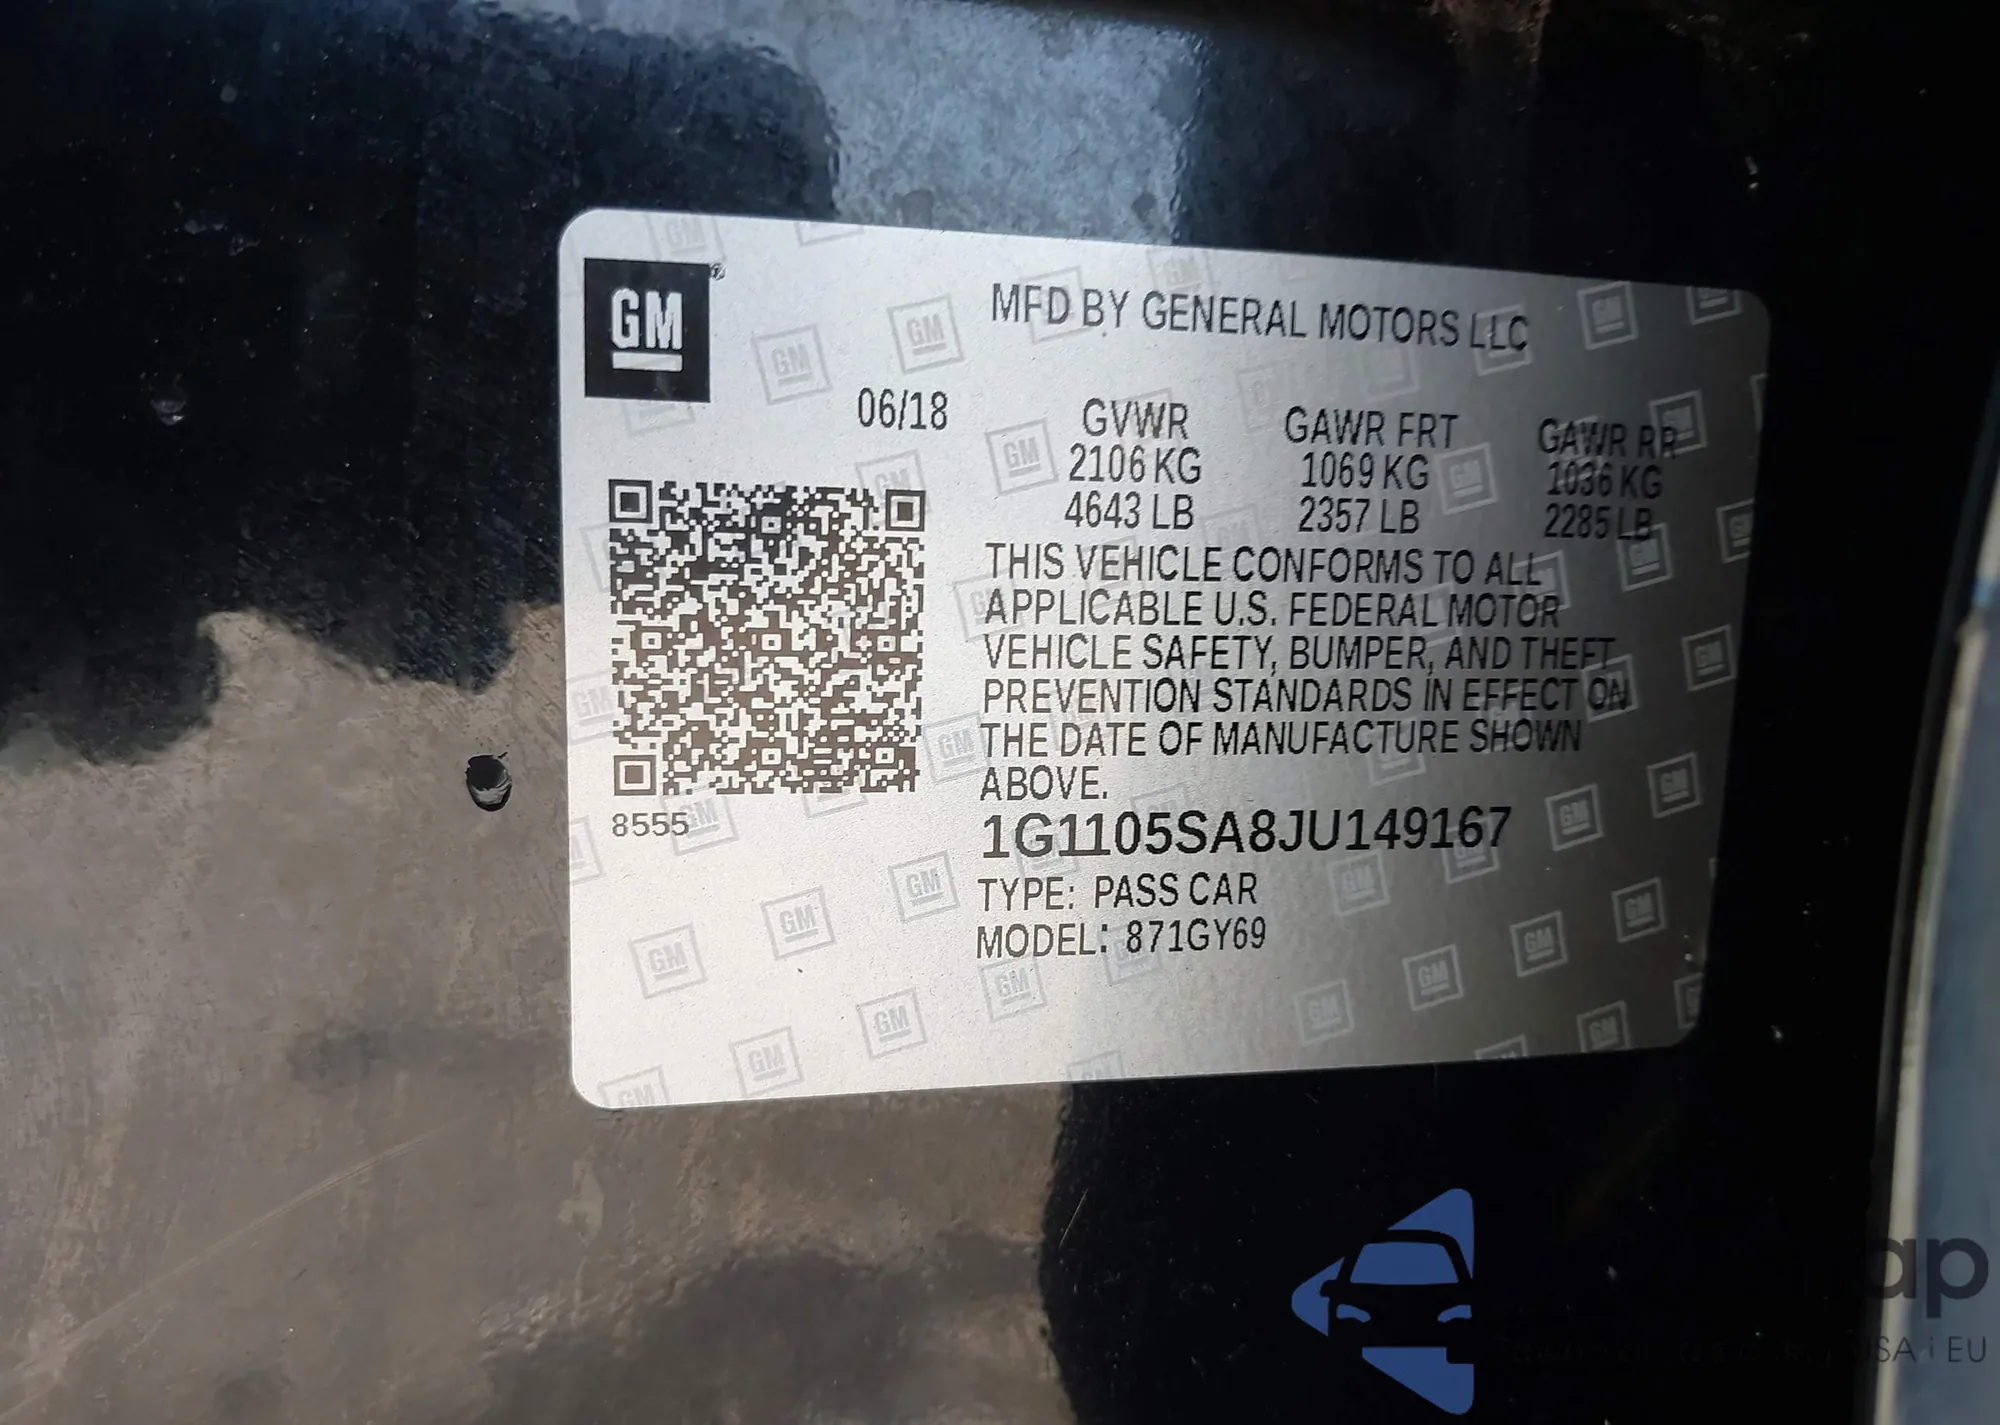 GM
MFD BY GENERAL MOTORS LLC
06/18
GVWR GAWR FRT GAWR RR
2106 KG 1069 KG 1036 KG
4643 LB 2357 LB 2285 LB
THIS VEHICLE CONFORMS TO ALL
APPLICABLE U.S. FEDERAL MOTOR
VEHICLE SAFETY, BUMPER, AND THEFT
PREVENTION STANDARDS IN EFFECT ON
THE DATE OF MANUFACTURE SHOWN
ABOVE.
8555
1G1105SA8JU149167
TYPE: PASS CAR
MODEL: 871GY69
USA i EU